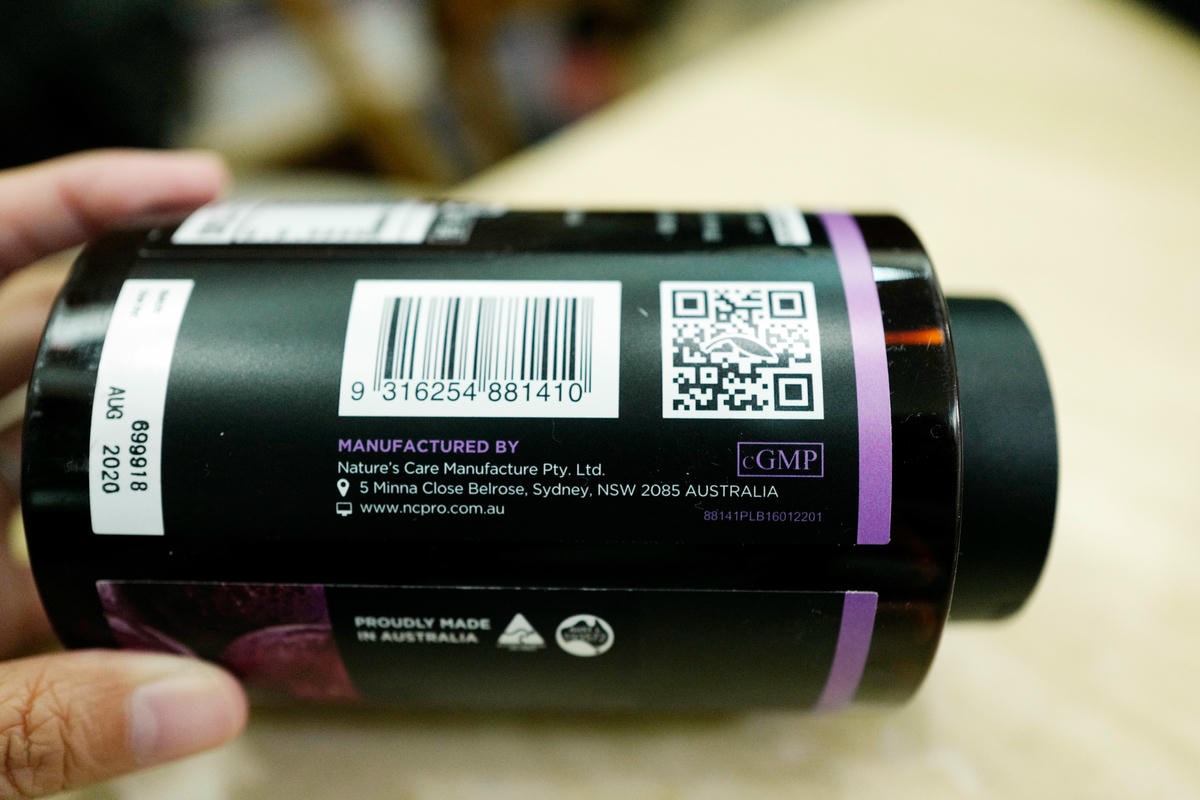 9 316254 881410
MANUFACTURED BY
Nature's Care Manufacture Pty. Ltd.
5 Minna Close Belrose, Sydney, NSW 2085 AUSTRALIA
www.ncpro.com.au
cGMP
88141PLB16012201
699918
AUG 2020
PROUDLY MADE
IN AUSTRALIA